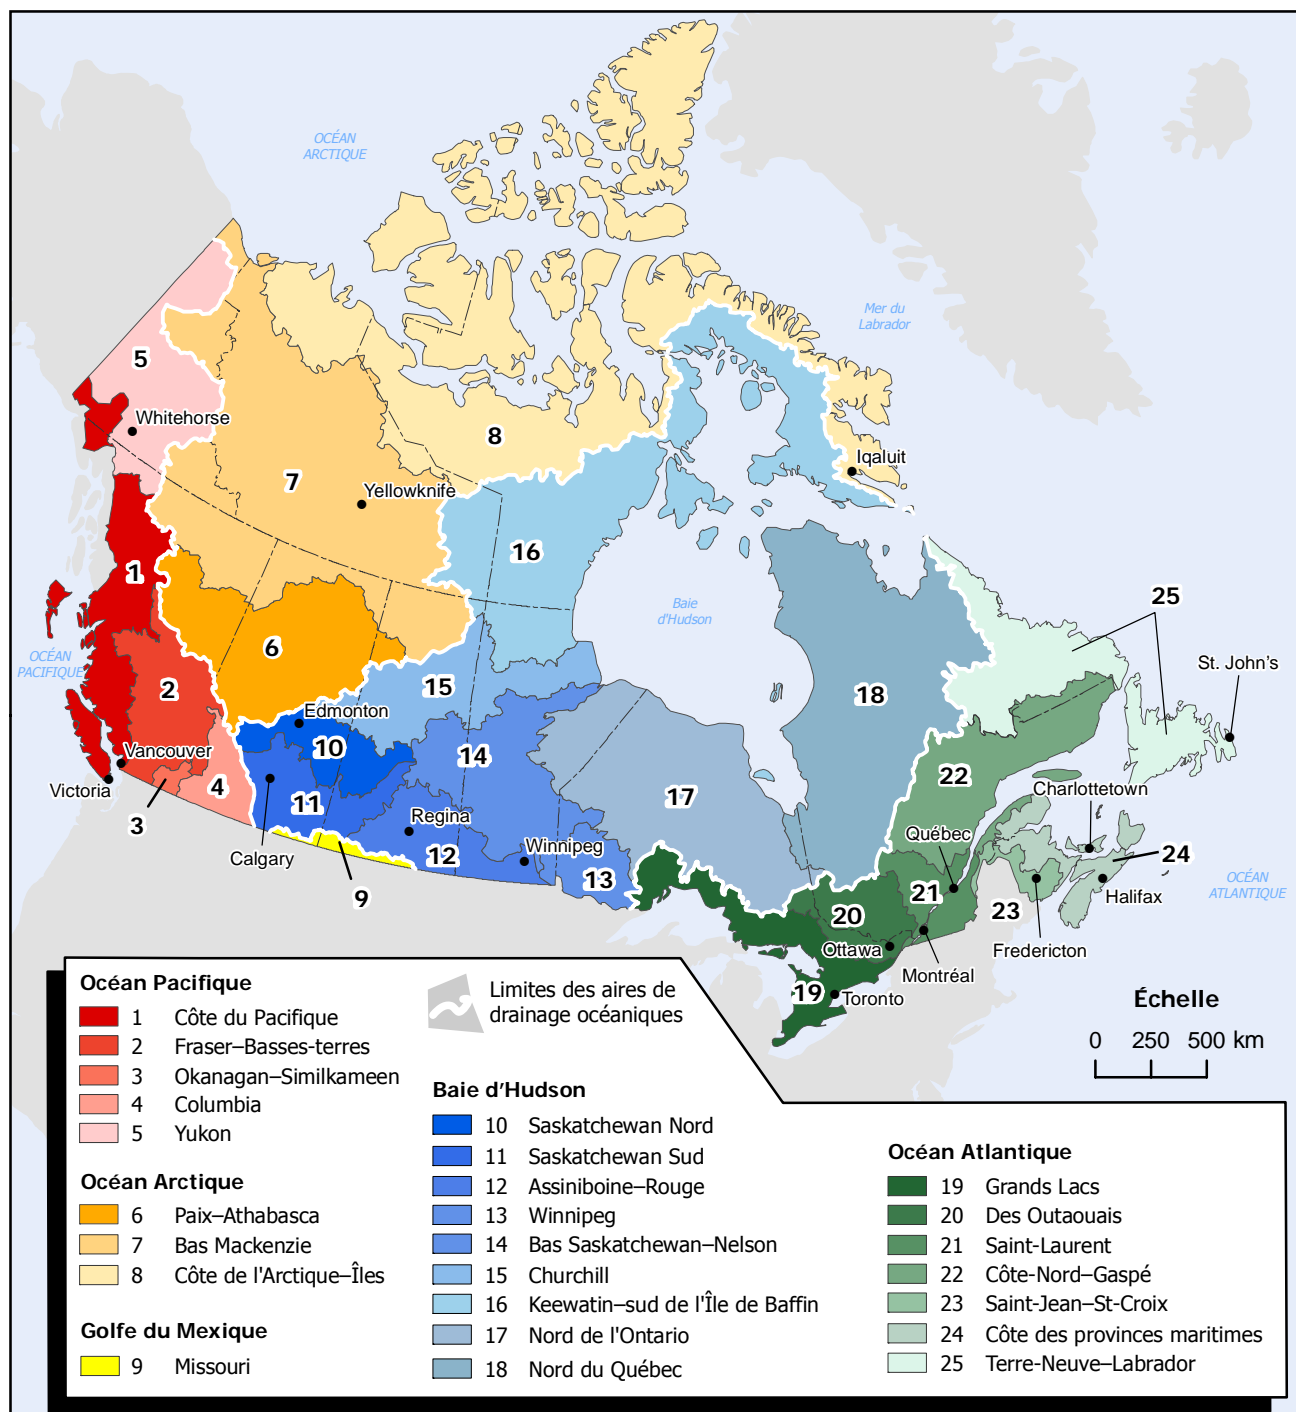 OCÉAN
ARCTIQUE
Mer du
Labrador
5
Whitehorse
8
Iqaluit
7
Yellowknife
16
1
Baie
d'Hudson
25
6
OCÉAN
PACIFIQUE
St. John's
15
2
18
Edmonton
10
14
Vancouver
22
4
Victoria
11
17
Charlottetown
3
Regina
Québec
Calgary
12
Winnipeg
24
9
13
21
OCÉAN
ATLANTIQUE
Halifax
20
23
Ottawa
Fredericton
Montréal
19
Toronto
Échelle
0 250 500 km
Limites des aires de
drainage océaniques
Océan Pacifique
1 Côte du Pacifique
2 Fraser–Basses-terres
3 Okanagan–Similkameen
4 Columbia
5 Yukon
Océan Arctique
6 Paix–Athabasca
7 Bas Mackenzie
8 Côte de l'Arctique–Îles
Golfe du Mexique
9 Missouri
Baie d'Hudson
10 Saskatchewan Nord
11 Saskatchewan Sud
12 Assiniboine–Rouge
13 Winnipeg
14 Bas Saskatchewan–Nelson
15 Churchill
16 Keewatin–sud de l'Île de Baffin
17 Nord de l'Ontario
18 Nord du Québec
Océan Atlantique
19 Grands Lacs
20 Des Outaouais
21 Saint-Laurent
22 Côte-Nord–Gaspé
23 Saint-Jean–St-Croix
24 Côte des provinces maritimes
25 Terre-Neuve–Labrador